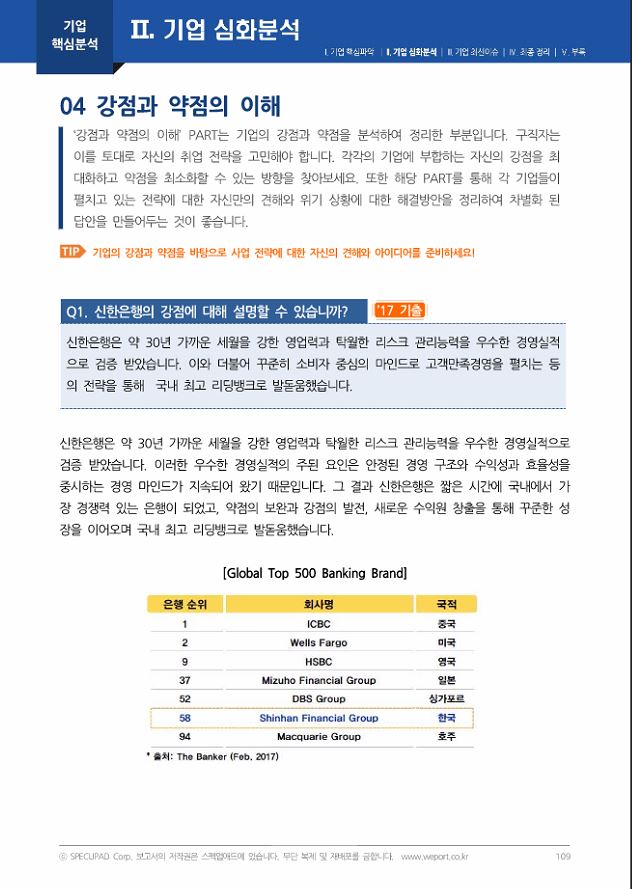 기업
핵심분석
Ⅱ. 기업 심화분석
Ⅰ. 기업 핵심파악 | Ⅱ. 기업 심화분석 | Ⅲ. 기업 최신이슈 | Ⅳ. 최종 정리 | Ⅴ. 부록
04 강점과 약점의 이해
'강점과 약점의 이해' PART는 기업의 강점과 약점을 분석하여 정리한 부분입니다. 구직자는
이를 토대로 자신의 취업 전략을 고민해야 합니다. 각각의 기업에 부합하는 자신의 강점을 최
대화하고 약점을 최소화할 수 있는 방향을 찾아보세요. 또한 해당 PART를 통해 각 기업들이
펼치고 있는 전략에 대한 자신만의 견해와 위기 상황에 대한 해결방안을 정리하여 차별화 된
답안을 만들어두는 것이 좋습니다.
TIP 기업의 강점과 약점을 바탕으로 사업 전략에 대한 자신의 견해와 아이디어를 준비하세요!
Q1. 신한은행의 강점에 대해 설명할 수 있습니까? '17 기출
신한은행은 약 30년 가까운 세월을 강한 영업력과 탁월한 리스크 관리능력을 우수한 경영실적
으로 검증 받았습니다. 이와 더불어 꾸준히 소비자 중심의 마인드로 고객만족경영을 펼치는 등
의 전략을 통해 국내 최고 리딩뱅크로 발돋움했습니다.
신한은행은 약 30년 가까운 세월을 강한 영업력과 탁월한 리스크 관리능력을 우수한 경영실적으로
검증 받았습니다. 이러한 우수한 경영실적의 주된 요인은 안정된 경영 구조와 수익성과 효율성을
중시하는 경영 마인드가 지속되어 왔기 때문입니다. 그 결과 신한은행은 짧은 시간에 국내에서 가
장 경쟁력 있는 은행이 되었고, 약점의 보완과 강점의 발전, 새로운 수익원 창출을 통해 꾸준한 성
장을 이어오며 국내 최고 리딩뱅크로 발돋움했습니다.
[Global Top 500 Banking Brand]
은행 순위 회사명 국적
1 ICBC 중국
2 Wells Fargo 미국
9 HSBC 영국
37 Mizuho Financial Group 일본
52 DBS Group 싱가포르
58 Shinhan Financial Group 한국
94 Macquarie Group 호주
* 출처: The Banker (Feb, 2017)
ⓒ SPECUPAD Corp. 보고서의 저작권은 스펙업애드에 있습니다. 무단 복제 및 재배포를 금합니다. www.weport.co.kr 109